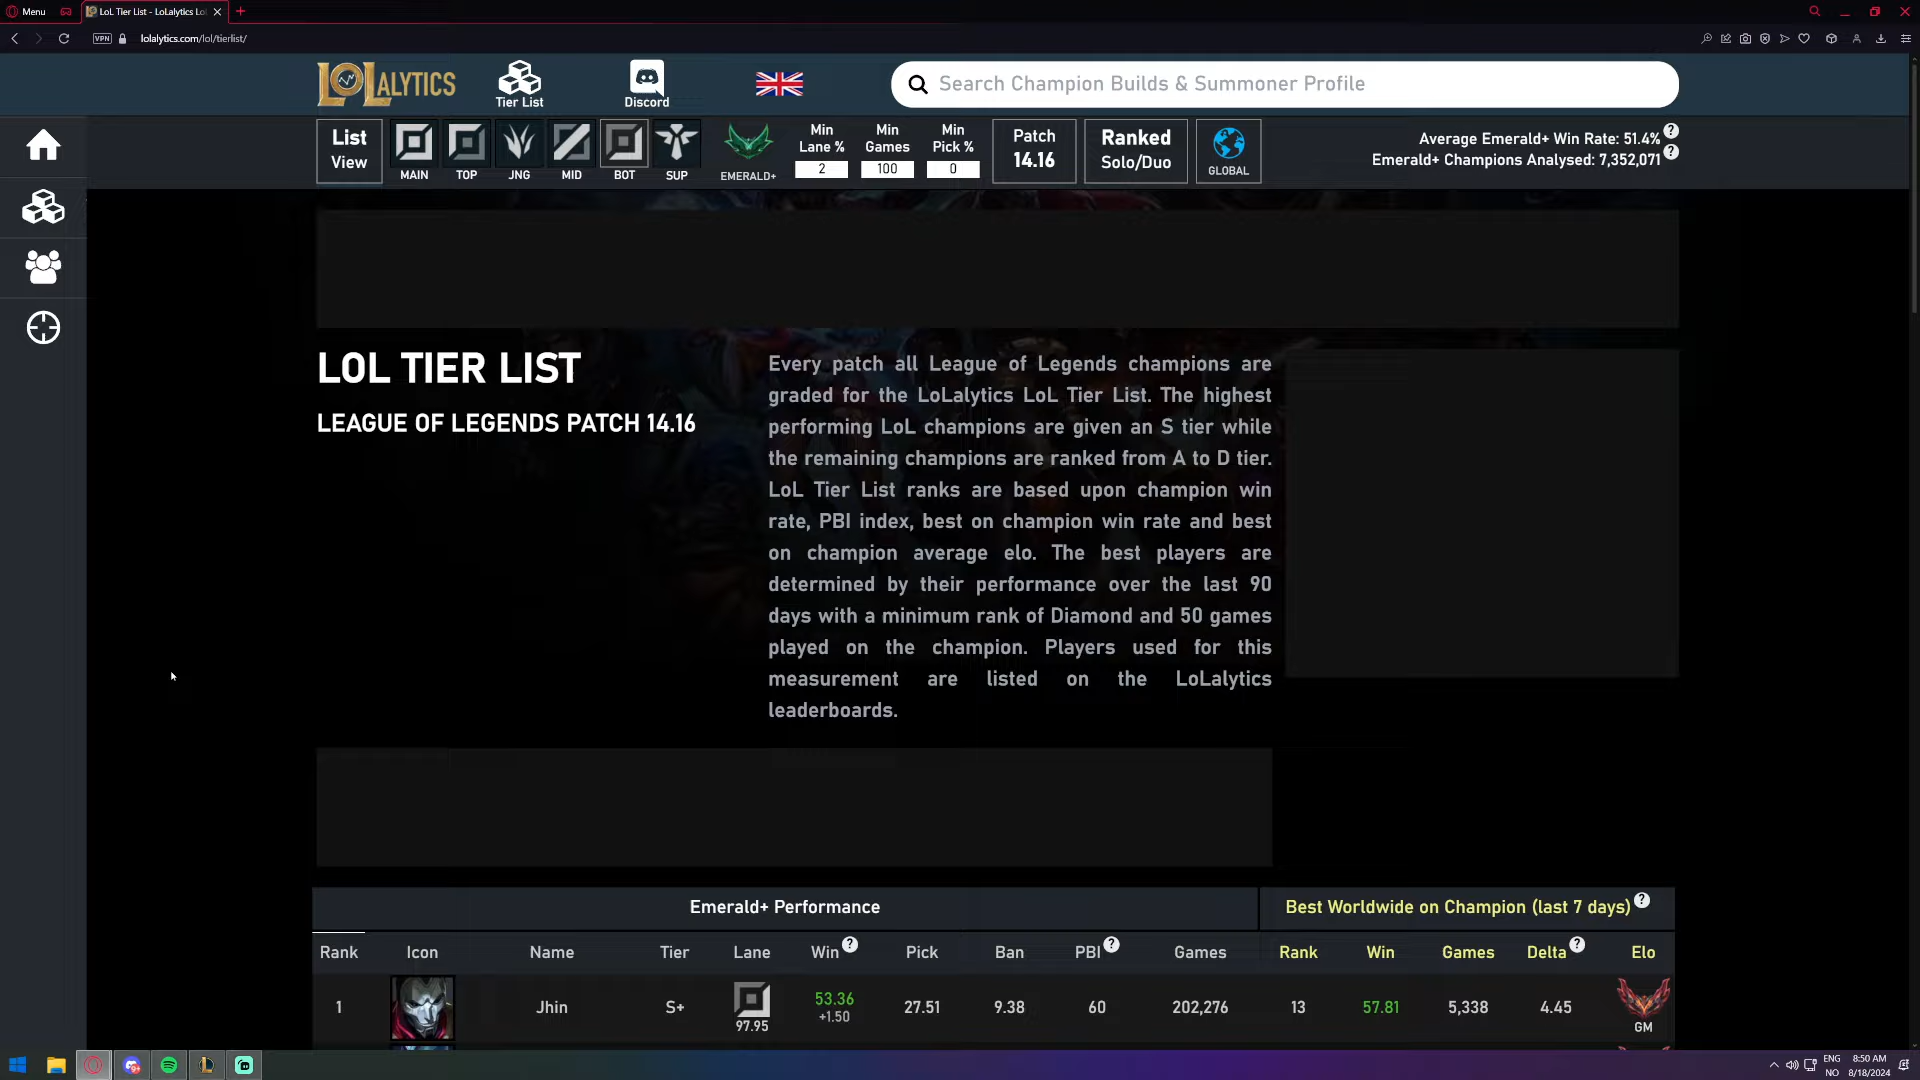 Menu
LoL Tier List - LoLalytics Lo
VPN
lolalytics.com/lol/tierlist/
LOLALYTICS
Tier List
Discord
Search Champion Builds & Summoner Profile
List
View
MAIN
TOP
JNG
MID
BOT
SUP
EMERALD+
Min
Lane %
2
Min
Games
100
Min
Pick %
0
Patch
14.16
Ranked
Solo/Duo
GLOBAL
Average Emerald+ Win Rate: 51.4% ?
Emerald+ Champions Analysed: 7,352,071 ?
LOL TIER LIST
LEAGUE OF LEGENDS PATCH 14.16
Every patch all League of Legends champions are
graded for the LoLalytics LoL Tier List. The highest
performing LoL champions are given an S tier while
the remaining champions are ranked from A to D tier.
LoL Tier List ranks are based upon champion win
rate, PBI index, best on champion win rate and best
on champion average elo. The best players are
determined by their performance over the last 90
days with a minimum rank of Diamond and 50 games
played on the champion. Players used for this
measurement are listed on the LoLalytics
leaderboards.
Emerald+ Performance
Best Worldwide on Champion (last 7 days) ?
Rank Icon Name Tier Lane Win ? Pick Ban PBI ? Games Rank Win Games Delta ? Elo
1 Jhin S+ 97.95 53.36 +1.50 27.51 9.38 60 202,276 13 57.81 5,338 4.45 GM
ENG
NO
8:50 AM
8/18/2024